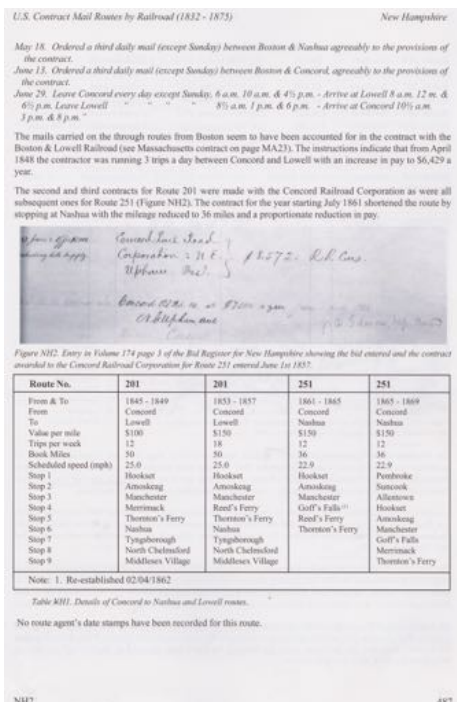 U.S. Contract Mail Routes by Railroad (1832 - 1875) New Hampshire
May 18. Ordered a third daily mail (except Sunday) between Boston & Nashua agreeably to the provisions of
the contract.
June 13. Ordered a third daily mail (except Sunday) between Boston & Concord, agreeably to the provisions of
the contract.
June 29. Leave Concord every day except Sunday, 6 a.m. 10 a.m. & 4½ p.m. - Arrive at Lowell 8 a.m. 12 m. &
6½ p.m. Leave Lowell " " " " 8½ a.m. 1 p.m. & 6 p.m. - Arrive at Concord 10½ a.m.
3 p.m. & 8 p.m."
The mails carried on the through routes from Boston seem to have been accounted for in the contract with the
Boston & Lowell Railroad (see Massachusetts contract on page MA23). The instructions indicate that from April
1848 the contractor was running 3 trips a day between Concord and Lowell with an increase in pay to $6,429 a
year.
The second and third contracts for Route 201 were made with the Concord Railroad Corporation as were all
subsequent ones for Route 251 (Figure NH2). The contract for the year starting July 1861 shortened the route by
stopping at Nashua with the mileage reduced to 36 miles and a proportionate reduction in pay.
Concord Rail Road
Corporation
Figure NH2. Entry in Volume 174 page 3 of the Bid Register for New Hampshire showing the bid entered and the contract
awarded to the Concord Railroad Corporation for Route 251 entered June 1st 1857.
Route No. 201 201 251 251
From & To 1845 - 1849 1853 - 1857 1861 - 1865 1865 - 1869
From Concord Concord Concord Concord
To Lowell Lowell Nashua Nashua
Value per mile $100 $150 $150 $150
Trips per week 12 18 12 12
Book Miles 50 50 36 36
Scheduled speed (mph) 25.0 25.0 22.9 22.9
Stop 1 Hookset Hookset Hookset Pembroke
Stop 2 Amoskeag Amoskeag Amoskeag Suncook
Stop 3 Manchester Manchester Manchester Allentown
Stop 4 Merrimack Reed's Ferry Goff's Falls (1) Hookset
Stop 5 Thornton's Ferry Thornton's Ferry Reed's Ferry Amoskeag
Stop 6 Nashua Nashua Thornton's Ferry Manchester
Stop 7 Tyngsborough Tyngsborough Goff's Falls
Stop 8 North Chelmsford North Chelmsford Merrimack
Stop 9 Middlesex Village Middlesex Village Thornton's Ferry
Note: 1. Re-established 02/04/1862
Table NH1. Details of Concord to Nashua and Lowell routes.
No route agent's date stamps have been recorded for this route.
NH2 487